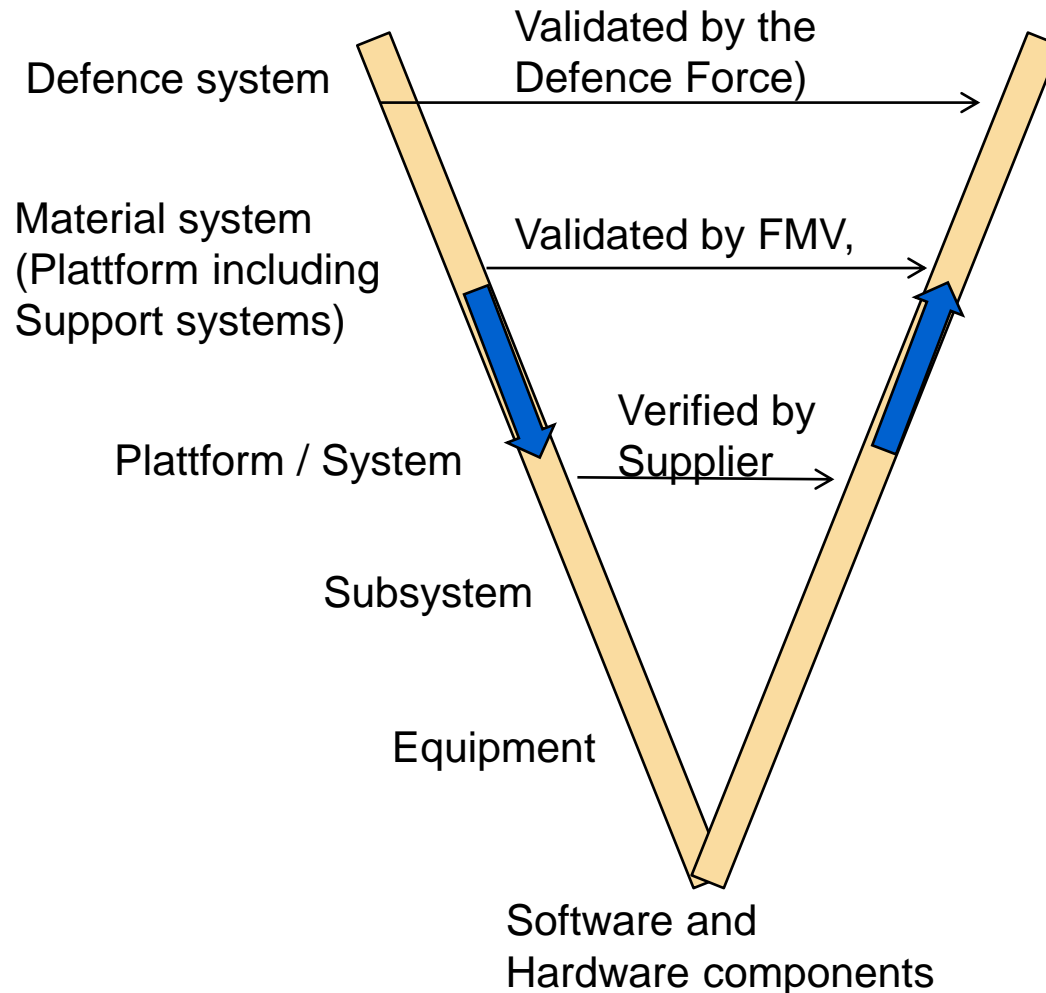 Validated by the
Defence Force)
Defence system
Material system
(Plattform including
Support systems)
Validated by FMV,
Verified by
Supplier
Plattform / System
Subsystem
Equipment
Software and
Hardware components